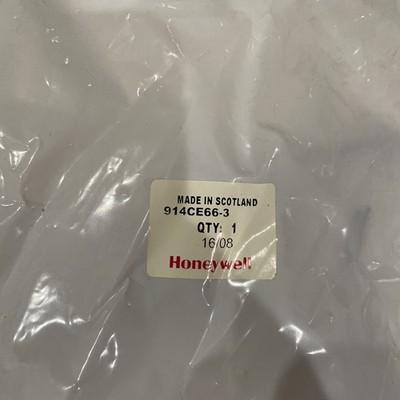 MADE IN SCOTLAND
914CE66-3
QTY: 1
16/08
Honeywell